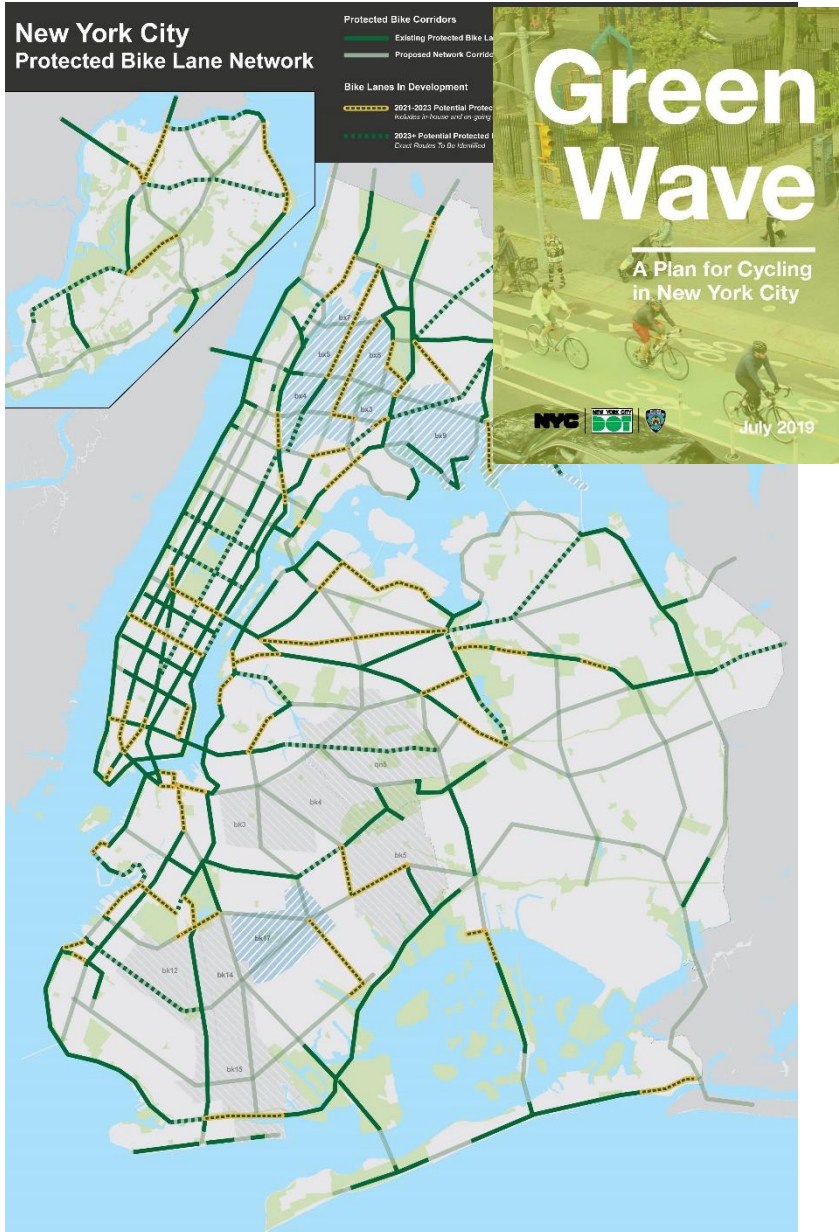 New York City
Protected Bike Lane Network
Protected Bike Corridors
Existing Protected Bike La
Proposed Network Corrido
Bike Lanes In Development
2021-2023 Potential Protec
Includes in-house and on-going
2023+ Potential Protected
Exact Routes To Be Identified
Green
Wave
A Plan for Cycling
in New York City
NYC
NEW YORK CITY
DOT
July 2019
bx7
bx5
bx6
bx4
bx3
bx9
qn5
bk4
bk3
bk5
bk17
bk12
bk14
bk15